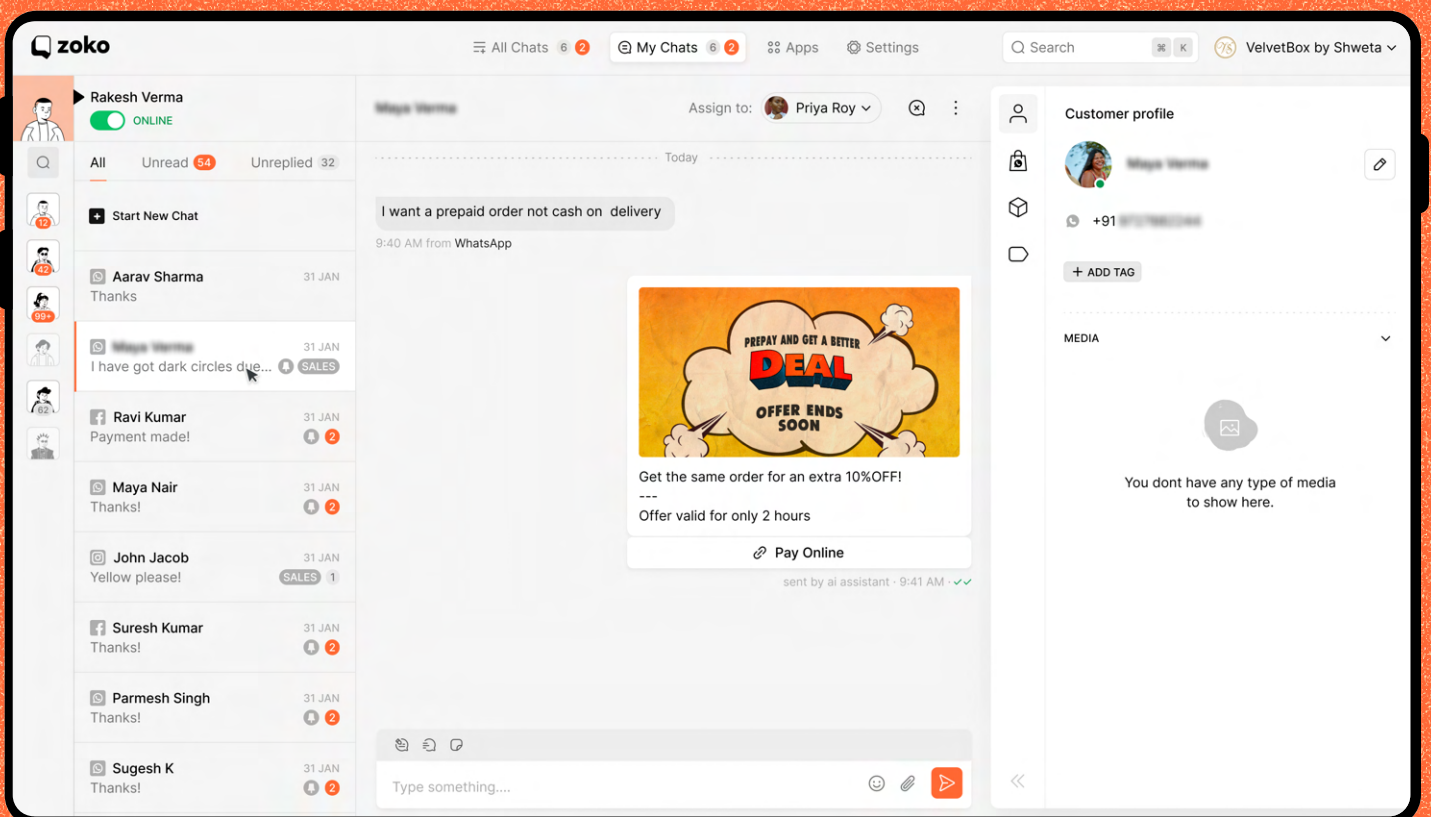 zoko
All Chats 6 2
My Chats 6 2
Apps
Settings
Search ⌘ K
VelvetBox by Shweta
Rakesh Verma
ONLINE
12
42
99+
62
All
Unread 54
Unreplied 32
Start New Chat
Aarav Sharma 31 JAN
Thanks
31 JAN
I have got dark circles due... SALES
Ravi Kumar 31 JAN
Payment made! 2
Maya Nair 31 JAN
Thanks! 2
John Jacob 31 JAN
Yellow please! SALES 1
Suresh Kumar 31 JAN
Thanks! 2
Parmesh Singh 31 JAN
Thanks! 2
Sugesh K 31 JAN
Thanks! 2
Assign to: Priya Roy
Today
I want a prepaid order not cash on delivery
9:40 AM from WhatsApp
PREPAY AND GET A BETTER
DEAL
OFFER ENDS
SOON
Get the same order for an extra 10%OFF!
---
Offer valid for only 2 hours
Pay Online
sent by ai assistant · 9:41 AM ·
Type something....
Customer profile
+91
+ ADD TAG
MEDIA
You dont have any type of media
to show here.